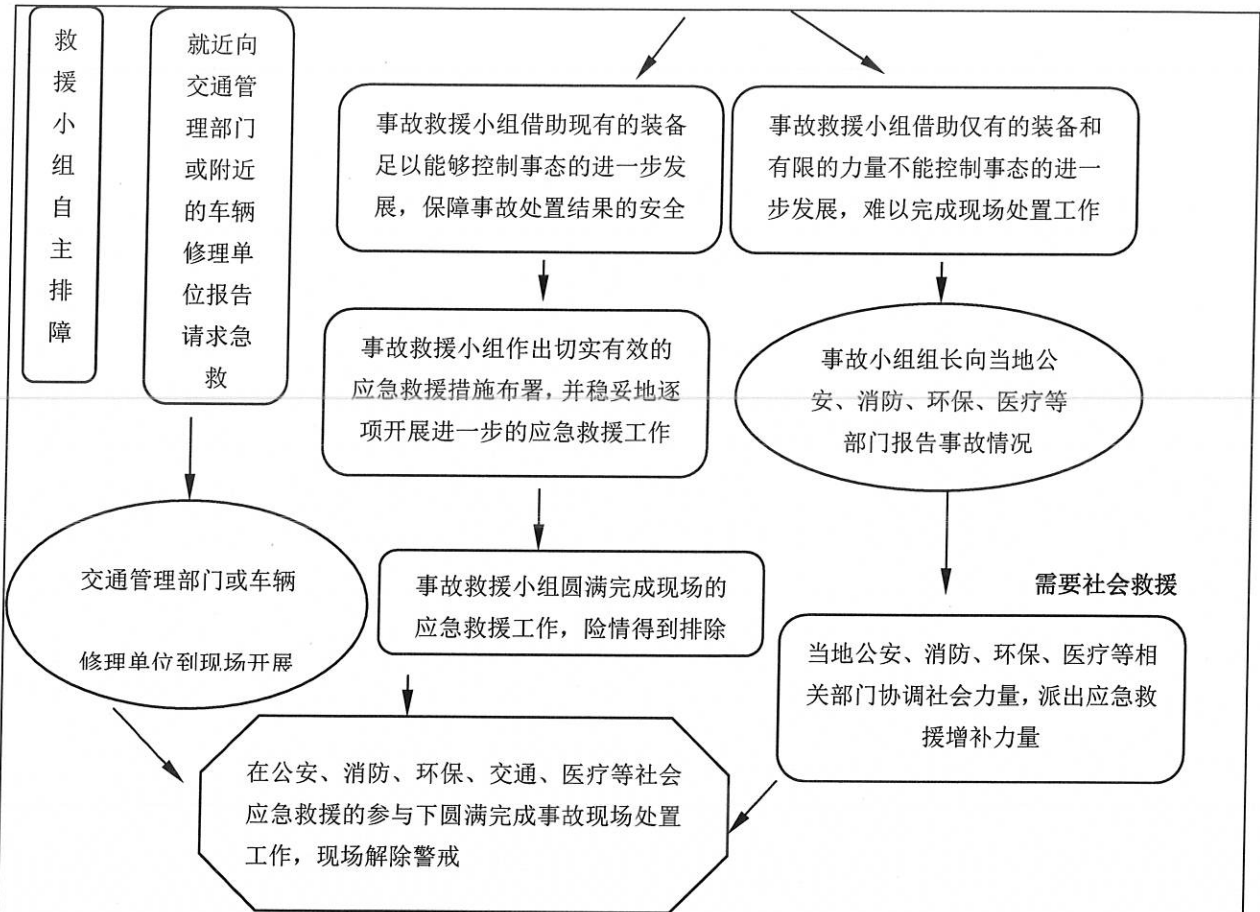 救
援
小
组
自
主
排
障
就近向
交通管
理部门
或附近
的车辆
修理单
位报告
请求急
救
事故救援小组借助现有的装备
足以能够控制事态的进一步发
展，保障事故处置结果的安全
事故救援小组借助仅有的装备和
有限的力量不能控制事态的进一
步发展，难以完成现场处置工作
事故救援小组作出切实有效的
应急救援措施布署，并稳妥地逐
项开展进一步的应急救援工作
事故小组组长向当地公
安、消防、环保、医疗等
部门报告事故情况
交通管理部门或车辆
修理单位到现场开展
事故救援小组圆满完成现场的
应急救援工作，险情得到排除
需要社会救援
当地公安、消防、环保、医疗等相
关部门协调社会力量，派出应急救
援增补力量
在公安、消防、环保、交通、医疗等社会
应急救援的参与下圆满完成事故现场处置
工作，现场解除警戒